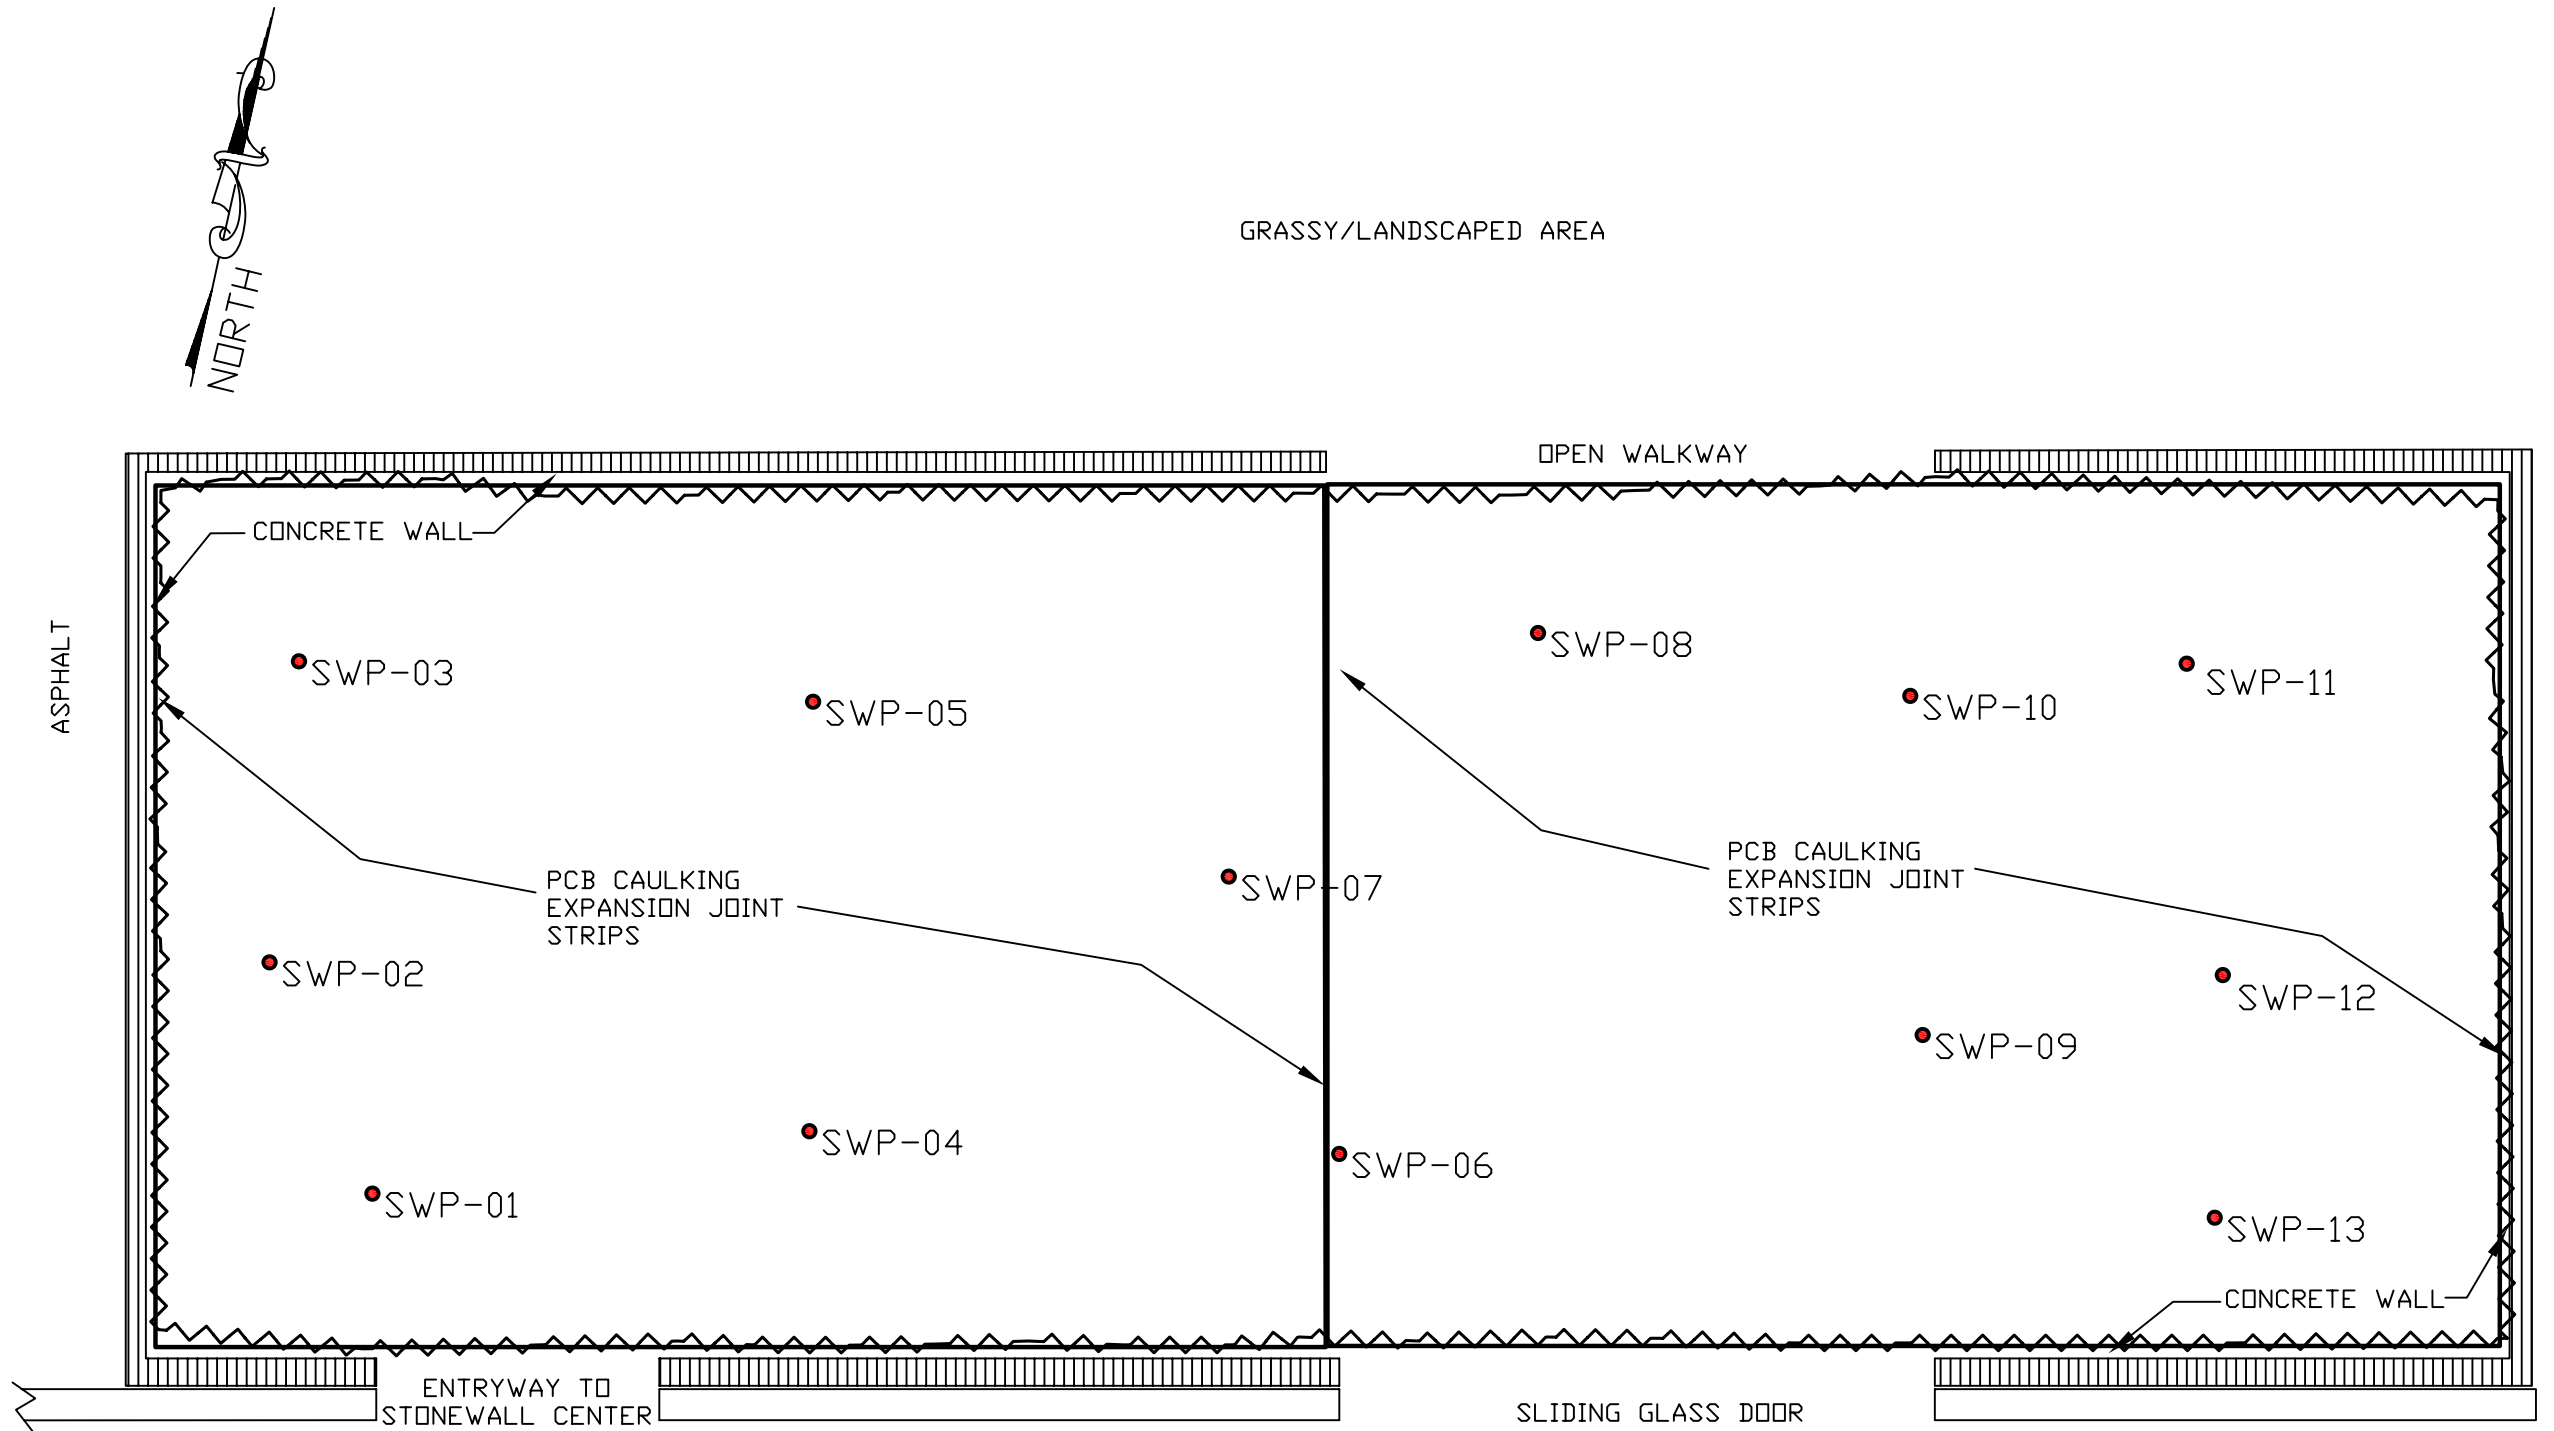 NORTH
GRASSY/LANDSCAPED AREA
OPEN WALKWAY
CONCRETE WALL
ASPHALT
SWP-03
SWP-05
SWP-08
SWP-10
SWP-11
PCB CAULKING
EXPANSION JOINT
STRIPS
SWP-07
PCB CAULKING
EXPANSION JOINT
STRIPS
SWP-02
SWP-12
SWP-09
SWP-04
SWP-06
SWP-01
SWP-13
CONCRETE WALL
ENTRYWAY TO
STONEWALL CENTER
SLIDING GLASS DOOR